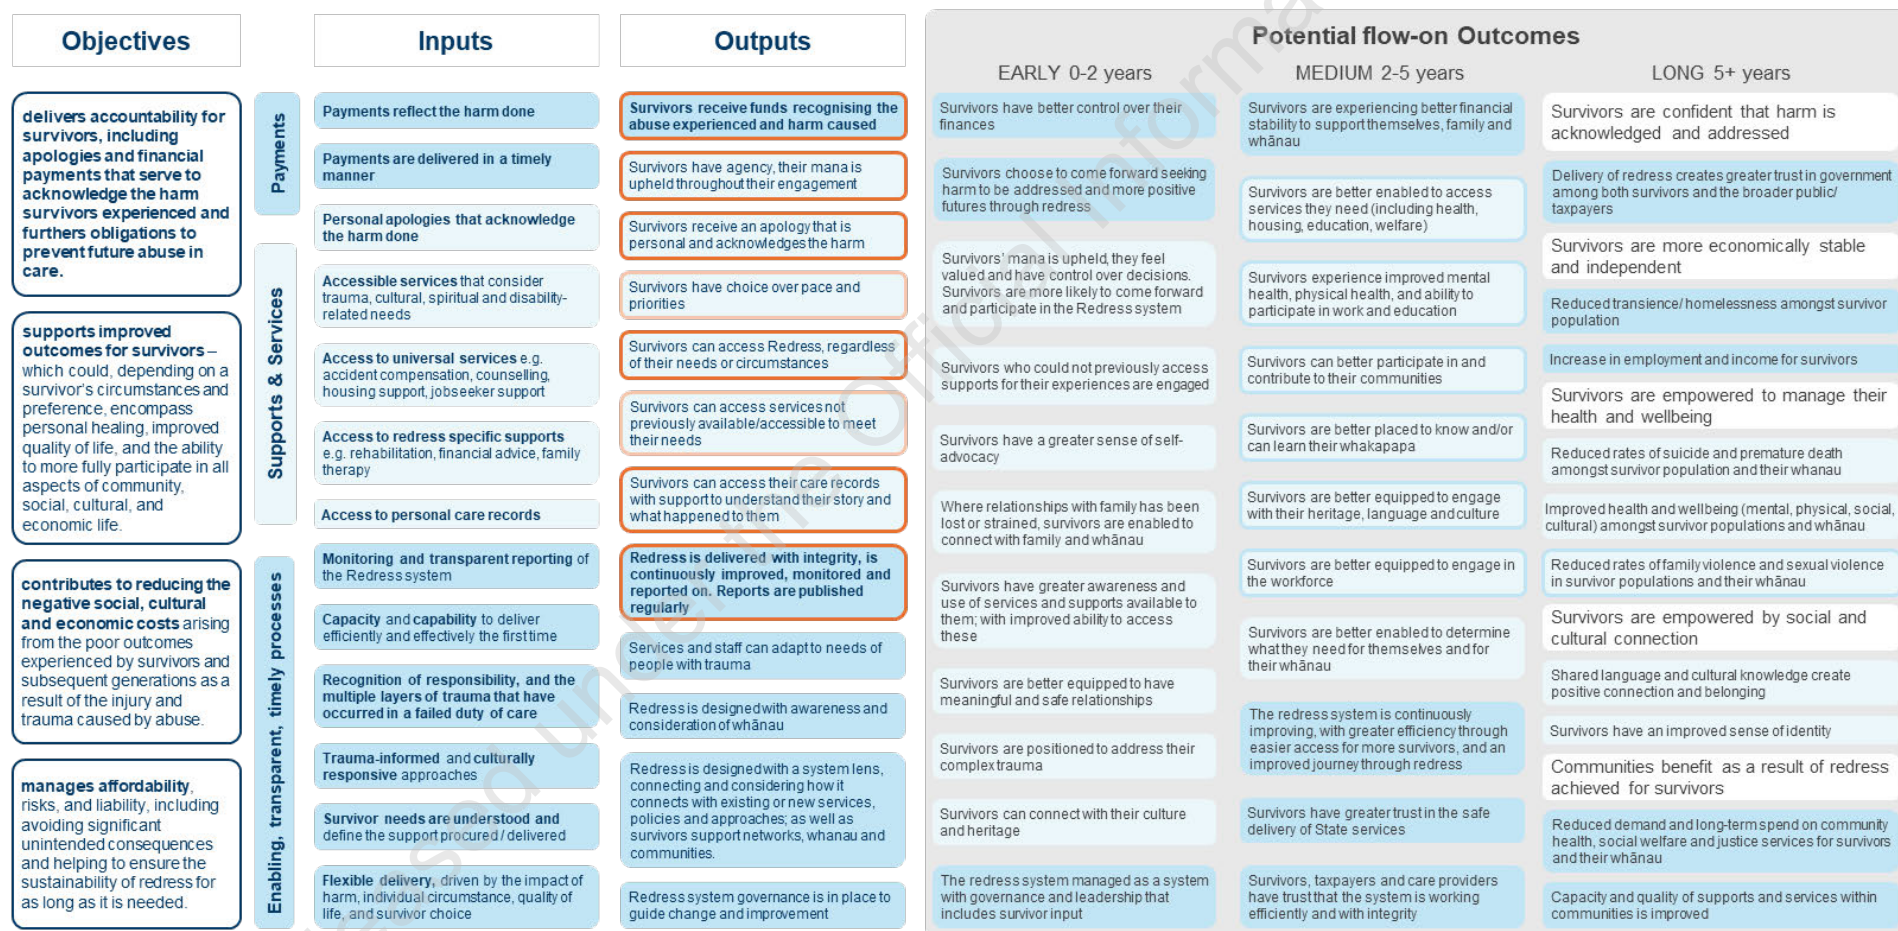 Objectives
delivers accountability for
survivors, including
apologies and financial
payments that serve to
acknowledge the harm
survivors experienced and
furthers obligations to
prevent future abuse in
care.
supports improved
outcomes for survivors –
which could, depending on a
survivor's circumstances and
preference, encompass
personal healing, improved
quality of life, and the ability
to more fully participate in all
aspects of community,
social, cultural, and
economic life.
contributes to reducing the
negative social, cultural
and economic costs arising
from the poor outcomes
experienced by survivors and
subsequent generations as a
result of the injury and
trauma caused by abuse.
manages affordability,
risks, and liability, including
avoiding significant
unintended consequences
and helping to ensure the
sustainability of redress for
as long as it is needed.
Payments
Supports & Services
Enabling, transparent, timely processes
Inputs
Payments reflect the harm done
Payments are delivered in a timely
manner
Personal apologies that acknowledge
the harm done
Accessible services that consider
trauma, cultural, spiritual and disability-
related needs
Access to universal services e.g.
accident compensation, counselling,
housing support, jobseeker support
Access to redress specific supports
e.g. rehabilitation, financial advice, family
therapy
Access to personal care records
Monitoring and transparent reporting of
the Redress system
Capacity and capability to deliver
efficiently and effectively the first time
Recognition of responsibility, and the
multiple layers of trauma that have
occurred in a failed duty of care
Trauma-informed and culturally
responsive approaches
Survivor needs are understood and
define the support procured / delivered
Flexible delivery, driven by the impact of
harm, individual circumstance, quality of
life, and survivor choice
Outputs
Survivors receive funds recognising the
abuse experienced and harm caused
Survivors have agency, their mana is
upheld throughout their engagement
Survivors receive an apology that is
personal and acknowledges the harm
Survivors have choice over pace and
priorities
Survivors can access Redress, regardless
of their needs or circumstances
Survivors can access services not
previously available/accessible to meet
their needs
Survivors can access their care records
with support to understand their story and
what happened to them
Redress is delivered with integrity, is
continuously improved, monitored and
reported on. Reports are published
regularly
Services and staff can adapt to needs of
people with trauma
Redress is designed with awareness and
consideration of whānau
Redress is designed with a system lens,
connecting and considering how it
connects with existing or new services,
policies and approaches; as well as
survivors support networks, whanau and
communities.
Redress system governance is in place to
guide change and improvement
Potential flow-on Outcomes
EARLY 0-2 years
Survivors have better control over their
finances
Survivors choose to come forward seeking
harm to be addressed and more positive
futures through redress
Survivors' mana is upheld, they feel
valued and have control over decisions.
Survivors are more likely to come forward
and participate in the Redress system
Survivors who could not previously access
supports for their experiences are engaged
Survivors have a greater sense of self-
advocacy
Where relationships with family has been
lost or strained, survivors are enabled to
connect with family and whānau
Survivors have greater awareness and
use of services and supports available to
them; with improved ability to access
these
Survivors are better equipped to have
meaningful and safe relationships
Survivors are positioned to address their
complex trauma
Survivors can connect with their culture
and heritage
The redress system managed as a system
with governance and leadership that
includes survivor input
MEDIUM 2-5 years
Survivors are experiencing better financial
stability to support themselves, family and
whānau
Survivors are better enabled to access
services they need (including health,
housing, education, welfare)
Survivors experience improved mental
health, physical health, and ability to
participate in work and education
Survivors can better participate in and
contribute to their communities
Survivors are better placed to know and/or
can learn their whakapapa
Survivors are better equipped to engage
with their heritage, language and culture
Survivors are better equipped to engage in
the workforce
Survivors are better enabled to determine
what they need for themselves and for
their whānau
The redress system is continuously
improving, with greater efficiency through
easier access for more survivors, and an
improved journey through redress
Survivors have greater trust in the safe
delivery of State services
Survivors, taxpayers and care providers
have trust that the system is working
efficiently and with integrity
LONG 5+ years
Survivors are confident that harm is
acknowledged and addressed
Delivery of redress creates greater trust in government
among both survivors and the broader public/
taxpayers
Survivors are more economically stable
and independent
Reduced transience/ homelessness amongst survivor
population
Increase in employment and income for survivors
Survivors are empowered to manage their
health and wellbeing
Reduced rates of suicide and premature death
amongst survivor population and their whanau
Improved health and wellbeing (mental, physical, social,
cultural) amongst survivor populations and whānau
Reduced rates of family violence and sexual violence
in survivor populations and their whānau
Survivors are empowered by social and
cultural connection
Shared language and cultural knowledge create
positive connection and belonging
Survivors have an improved sense of identity
Communities benefit as a result of redress
achieved for survivors
Reduced demand and long-term spend on community
health, social welfare and justice services for survivors
and their whānau
Capacity and quality of supports and services within
communities is improved
under the Official